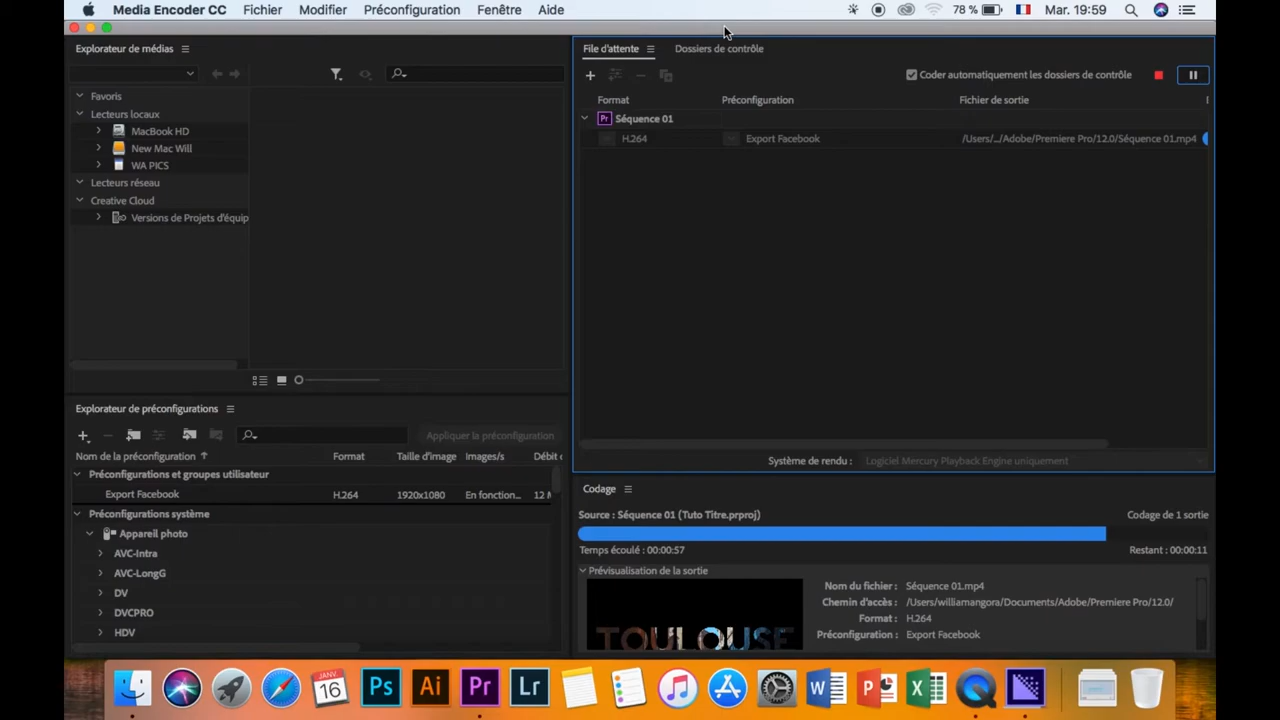 Media Encoder CC Fichier Modifier Préconfiguration Fenêtre Aide 78 % Mar. 19:59
Explorateur de médias
Favoris
Lecteurs locaux
MacBook HD
New Mac Will
WA PICS
Lecteurs réseau
Creative Cloud
Versions de Projets d'équip
File d'attente Dossiers de contrôle
Coder automatiquement les dossiers de contrôle
Format Préconfiguration Fichier de sortie
Pr Séquence 01
H.264 Export Facebook /Users/.../Adobe/Premiere Pro/12.0/Séquence 01.mp4
Système de rendu : Logiciel Mercury Playback Engine uniquement
Explorateur de préconfigurations
Appliquer la préconfiguration
Nom de la préconfiguration Format Taille d'image Images/s Débit c
Préconfigurations et groupes utilisateur
Export Facebook H.264 1920x1080 En fonction... 12 M
Préconfigurations système
Appareil photo
AVC-Intra
AVC-LongG
DV
DVCPRO
HDV
Codage
Source : Séquence 01 (Tuto Titre.prproj) Codage de 1 sortie
Temps écoulé : 00:00:57 Restant : 00:00:11
Prévisualisation de la sortie
TOULOUSE
Nom du fichier : Séquence 01.mp4
Chemin d'accès : /Users/williamangora/Documents/Adobe/Premiere Pro/12.0/
Format : H.264
Préconfiguration : Export Facebook
JANV. 16 Ps Ai Pr Lr W P X